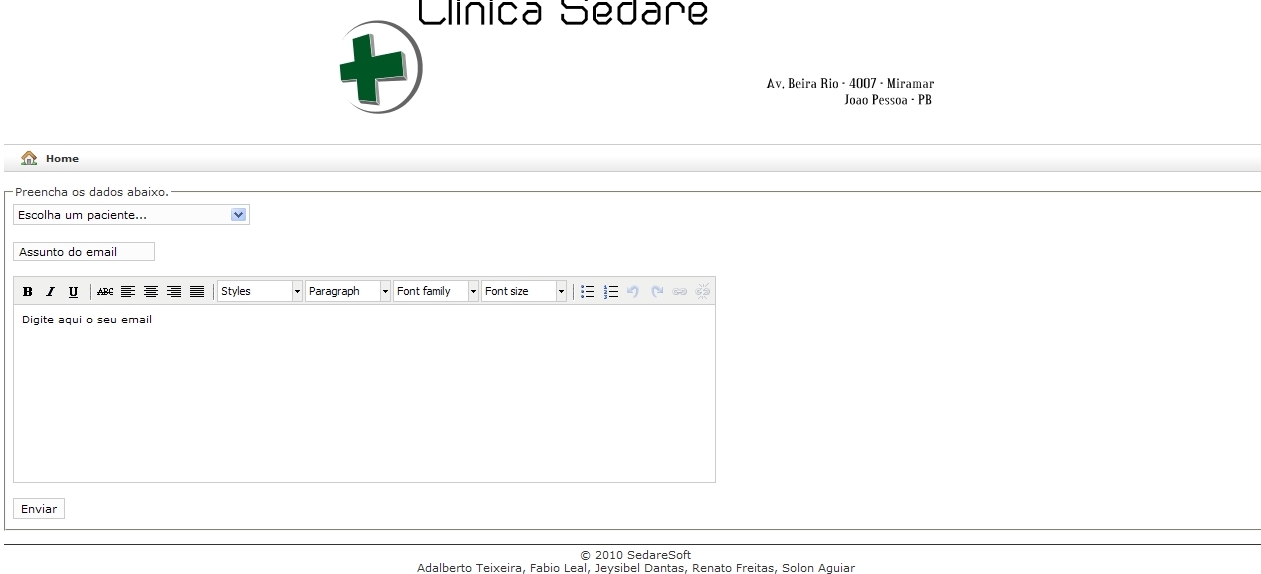 Clinica Sedare
Av. Beira Rio - 4007 - Miramar
Joao Pessoa - PB
Home
Preencha os dados abaixo.
Escolha um paciente...
Assunto do email
B I U ABC Styles Paragraph Font family Font size
Digite aqui o seu email
Enviar
© 2010 SedareSoft
Adalberto Teixeira, Fabio Leal, Jeysibel Dantas, Renato Freitas, Solon Aguiar